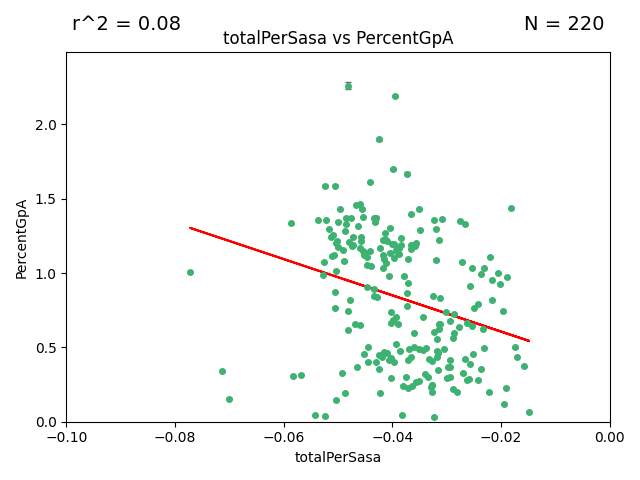 r^2 = 0.08
N = 220
totalPerSasa vs PercentGpA
PercentGpA
2.0
1.5
1.0
0.5
0.0
−0.10
−0.08
−0.06
−0.04
−0.02
0.00
totalPerSasa